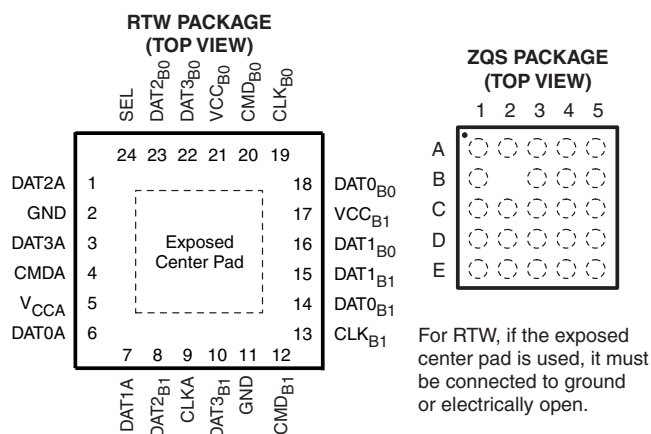 RTW PACKAGE
(TOP VIEW)
SEL
DAT2B0
DAT3B0
VCCB0
CMDB0
CLKB0
24 23 22 21 20 19
DAT2A 1
GND 2
DAT3A 3
CMDA 4
VCCA 5
DAT0A 6
Exposed
Center Pad
18 DAT0B0
17 VCCB1
16 DAT1B0
15 DAT1B1
14 DAT0B1
13 CLKB1
7 8 9 10 11 12
DAT1A
DAT2B1
CLKA
DAT3B1
GND
CMDB1
ZQS PACKAGE
(TOP VIEW)
1 2 3 4 5
A
B
C
D
E
For RTW, if the exposed
center pad is used, it must
be connected to ground
or electrically open.